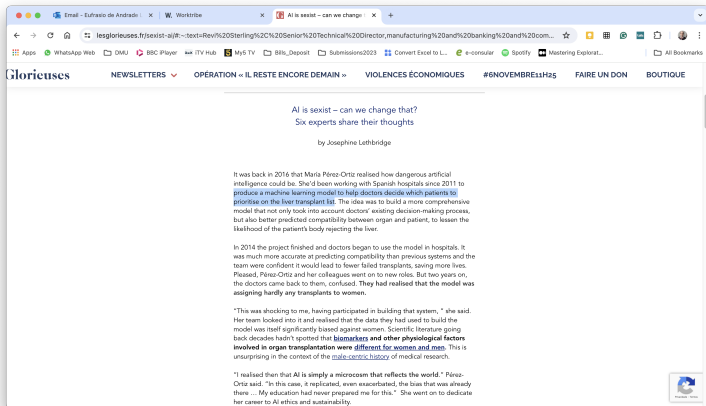 Email – Eufrasio de Andrade L
Worktribe
AI is sexist – can we change t
lesglorieuses.fr/sexist-ai/#:~:text=Revi%20Sterling%2C%20Senior%20Technical%20Director,manufacturing%20and%20banking%20and%20com...
Apps
WhatsApp Web
DMU
BBC iPlayer
ITV Hub
My5 TV
Bills_Deposit
Submissions2023
Convert Excel to L...
e-consular
Spotify
Mastering Explorat...
All Bookmarks
Glorieuses
NEWSLETTERS
OPÉRATION « IL RESTE ENCORE DEMAIN »
VIOLENCES ÉCONOMIQUES
#6NOVEMBRE11H25
FAIRE UN DON
BOUTIQUE
AI is sexist – can we change that?
Six experts share their thoughts
by Josephine Lethbridge
It was back in 2016 that María Pérez-Ortiz realised how dangerous artificial
intelligence could be. She'd been working with Spanish hospitals since 2011 to
produce a machine learning model to help doctors decide which patients to
prioritise on the liver transplant list. The idea was to build a more comprehensive
model that not only took into account doctors' existing decision-making process,
but also better predicted compatibility between organ and patient, to lessen the
likelihood of the patient's body rejecting the liver.
In 2014 the project finished and doctors began to use the model in hospitals. It
was much more accurate at predicting compatibility than previous systems and the
team were confident it would lead to fewer failed transplants, saving more lives.
Pleased, Pérez-Ortiz and her colleagues went on to new roles. But two years on,
the doctors came back to them, confused. They had realised that the model was
assigning hardly any transplants to women.
"This was shocking to me, having participated in building that system, " she said.
Her team looked into it and realised that the data they had used to build the
model was itself significantly biased against women. Scientific literature going
back decades hadn't spotted that biomarkers and other physiological factors
involved in organ transplantation were different for women and men. This is
unsurprising in the context of the male-centric history of medical research.
"I realised then that AI is simply a microcosm that reflects the world." Pérez-
Ortiz said. "In this case, it replicated, even exacerbated, the bias that was already
there ... My education had never prepared me for this." She went on to dedicate
her career to AI ethics and sustainability.